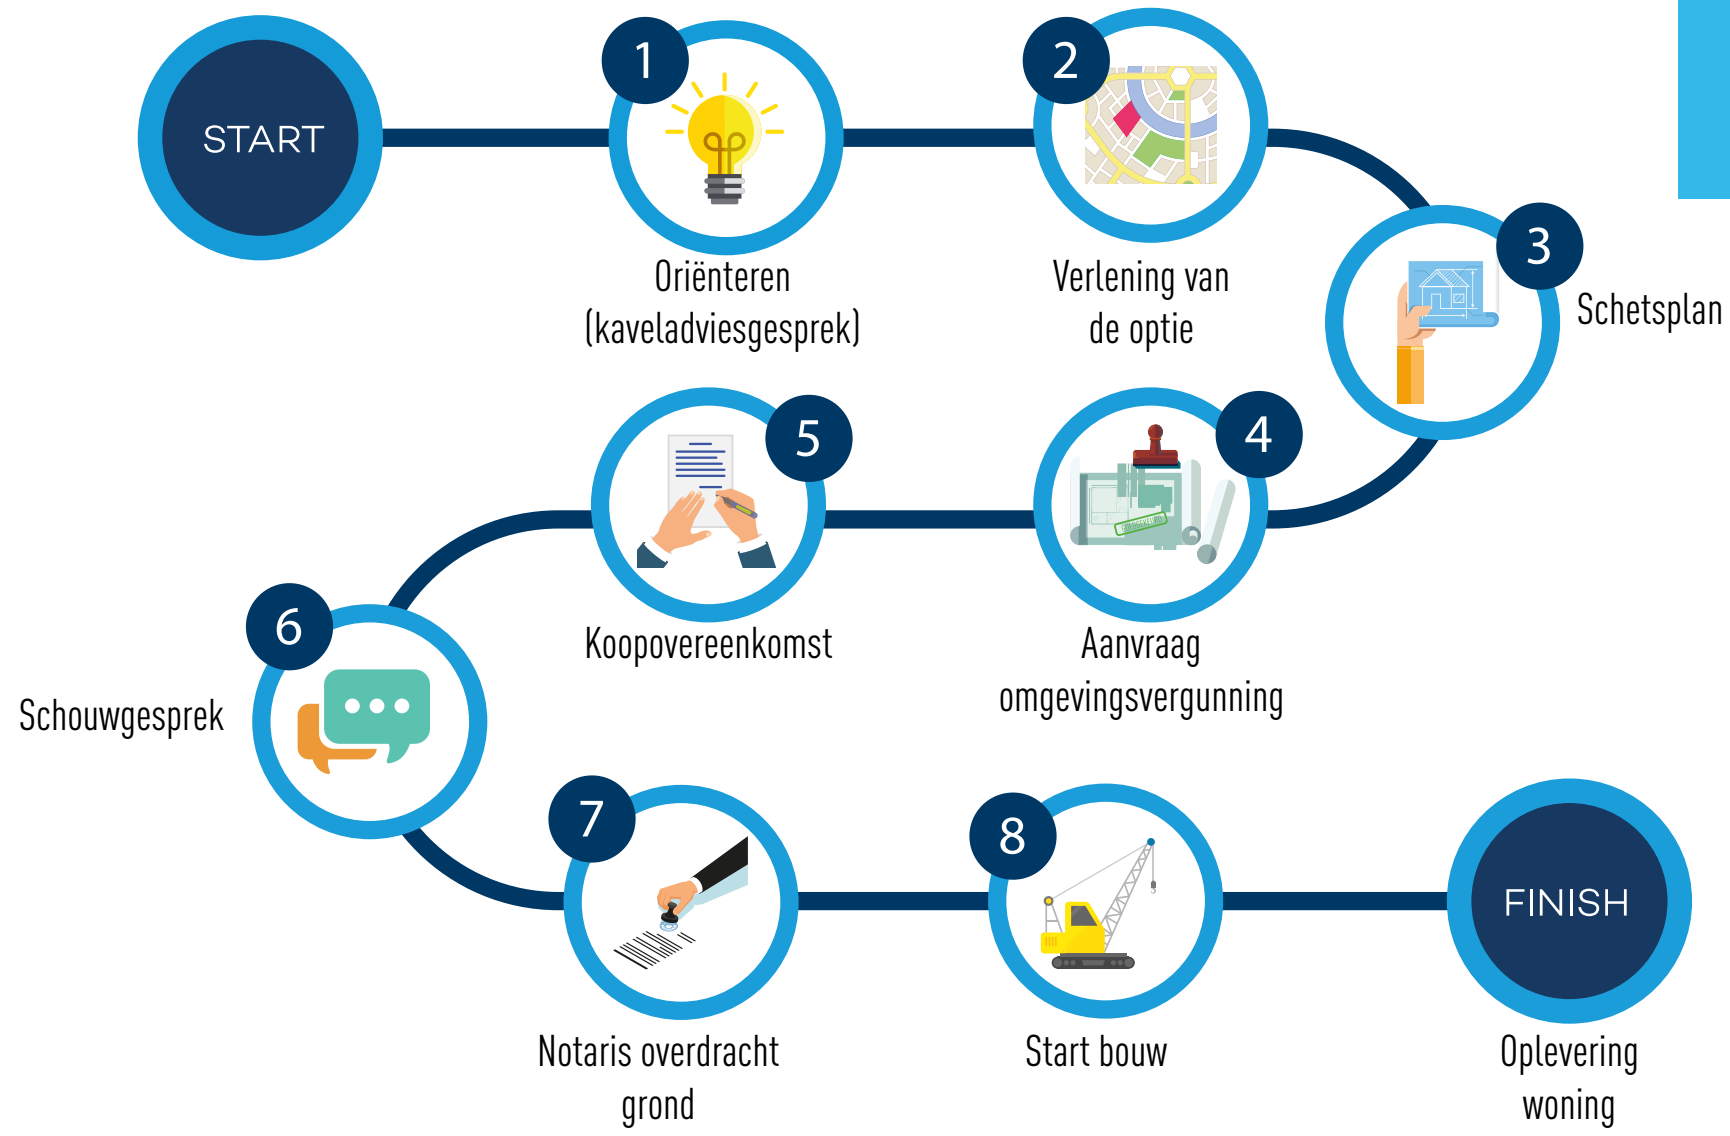 START
1
Oriënteren
(kaveladviesgesprek)
2
Verlening van
de optie
3
Schetsplan
4
Aanvraag
omgevingsvergunning
5
Koopovereenkomst
6
Schouwgesprek
7
Notaris overdracht
grond
8
Start bouw
FINISH
Oplevering
woning